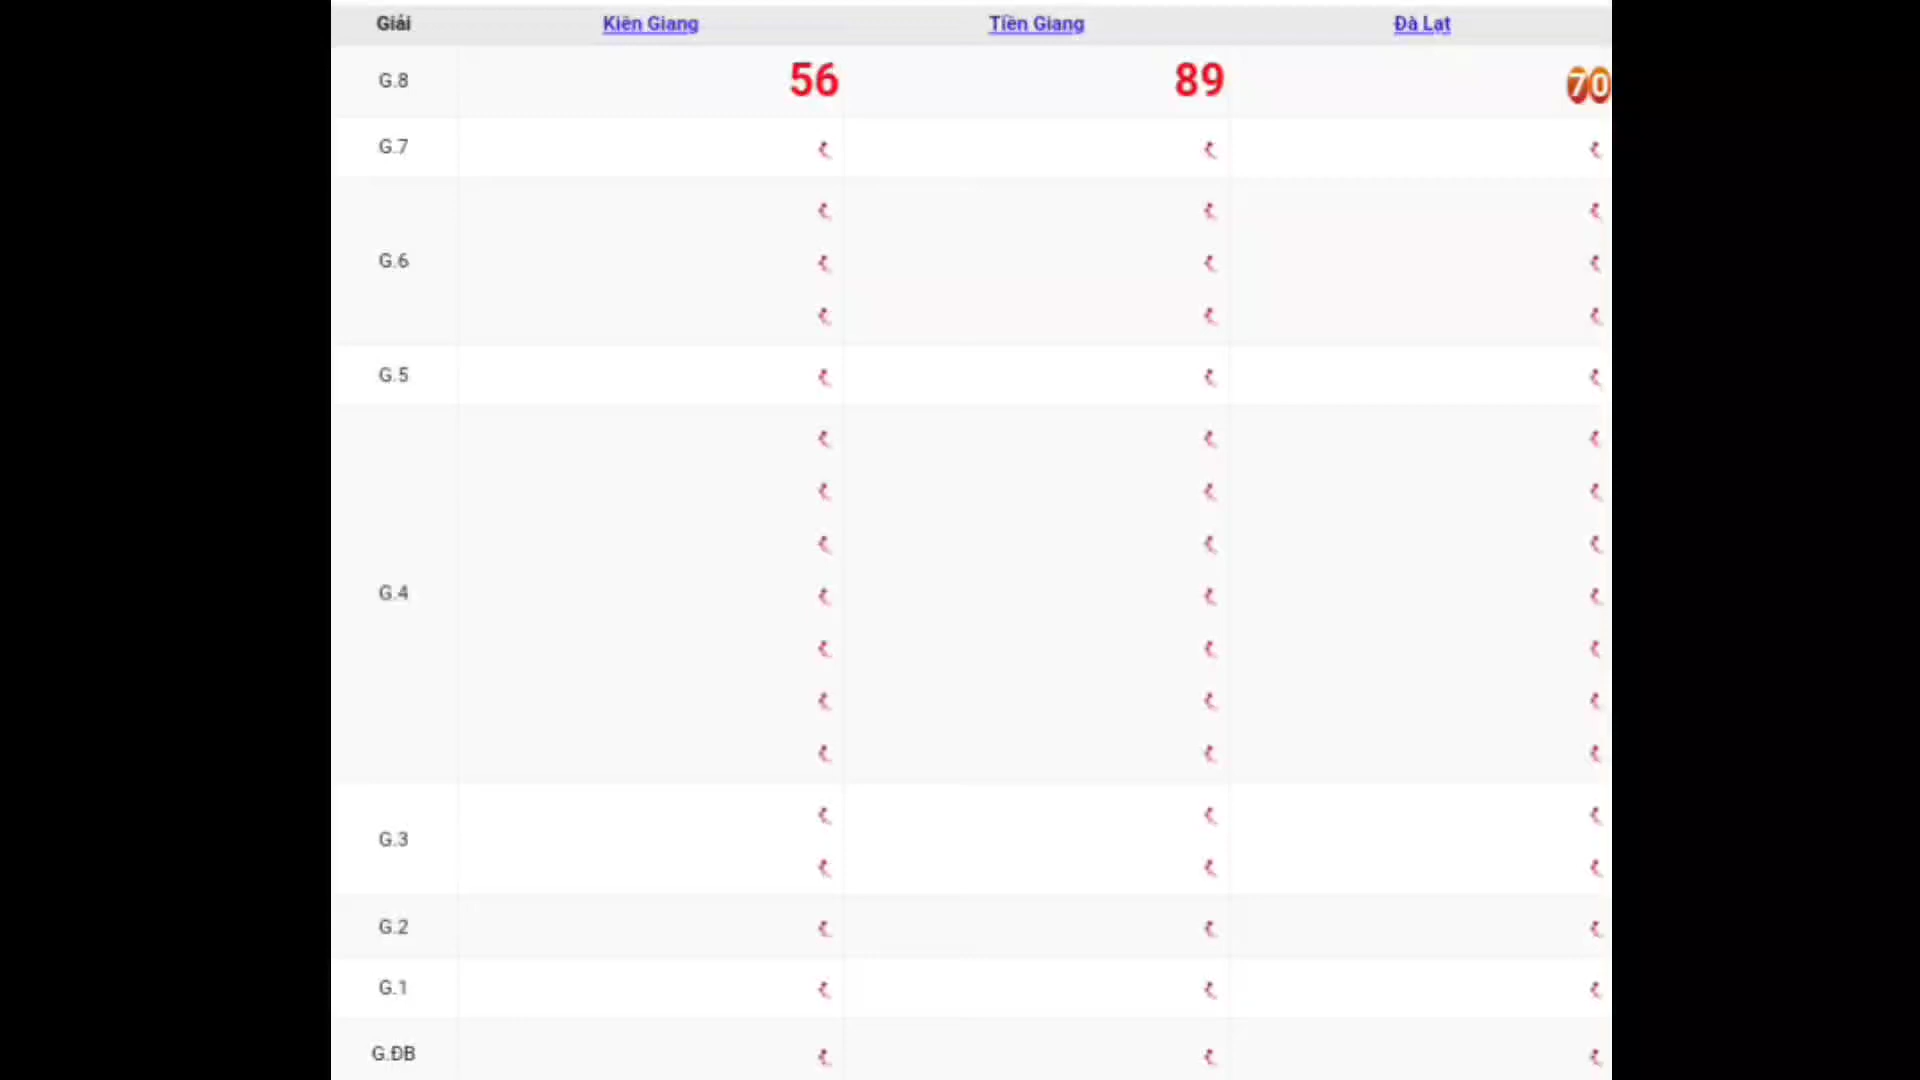 Giải Kiên Giang Tiền Giang Đà Lạt
G.8 56 89 70
G.7
G.6
G.5
G.4
G.3
G.2
G.1
G.ĐB